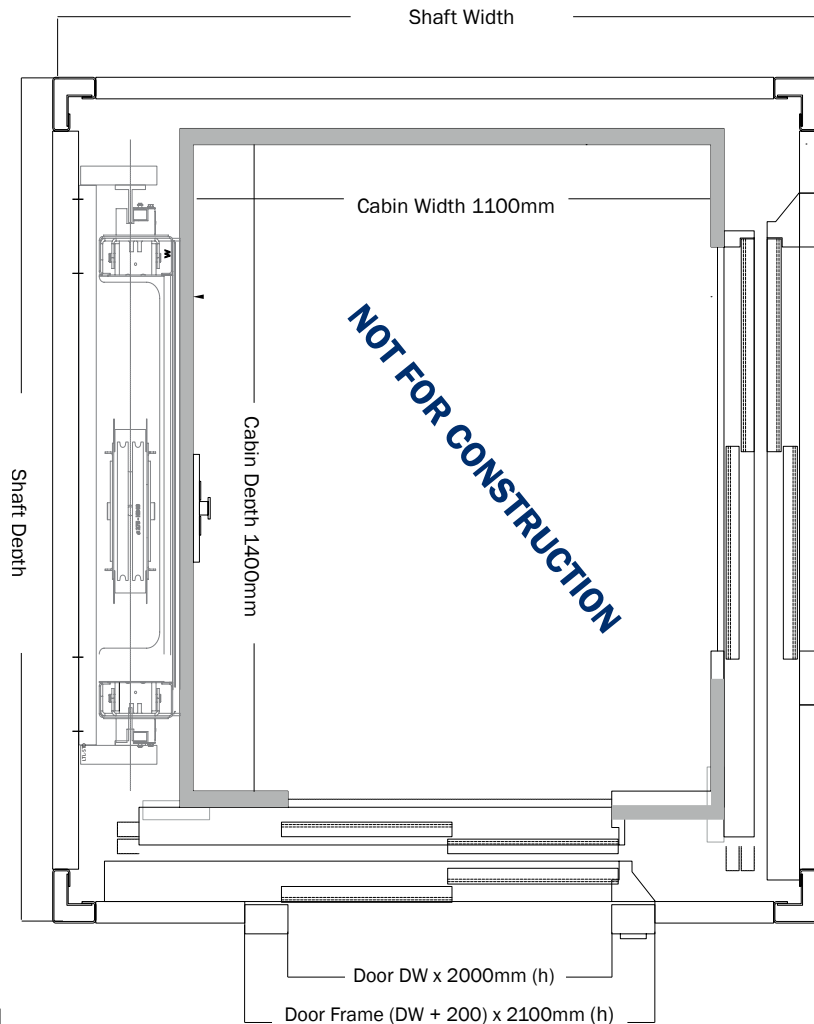 Shaft Width
Cabin Width 1100mm
NOT FOR CONSTRUCTION
Cabin Depth 1400mm
Shaft Depth
Door DW x 2000mm (h)
Door Frame (DW + 200) x 2100mm (h)